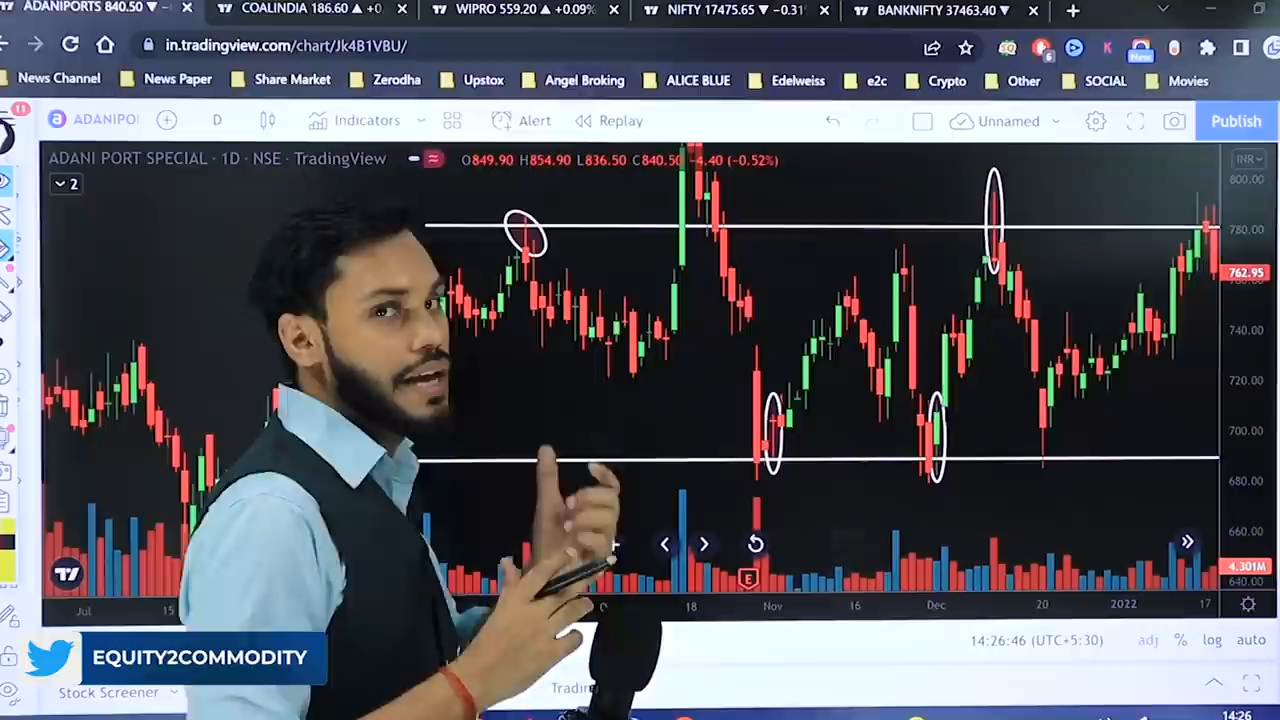 ADANIPORTS 840.50 ▼ −
COALINDIA 186.60 ▲ +0
WIPRO 559.20 ▲ +0.09%
NIFTY 17475.65 ▼ −0.31
BANKNIFTY 37463.40 ▼
in.tradingview.com/chart/Jk4B1VBU/
6
New
News Channel
News Paper
Share Market
Zerodha
Upstox
Angel Broking
ALICE BLUE
Edelweiss
e2c
Crypto
Other
SOCIAL
Movies
11
ADANIPO
D
Indicators
Alert
Replay
Unnamed
Publish
ADANI PORT SPECIAL · 1D · NSE · TradingView
O849.90 H854.90 L836.50 C840.50 −4.40 (−0.52%)
INR
2
800.00
780.00
762.95
740.00
720.00
700.00
680.00
660.00
4.301M
640.00
E
Jul
15
18
Nov
16
Dec
20
2022
17
14:26:46 (UTC+5:30)
adj
%
log
auto
EQUITY2COMMODITY
Stock Screener
Trading
14:26